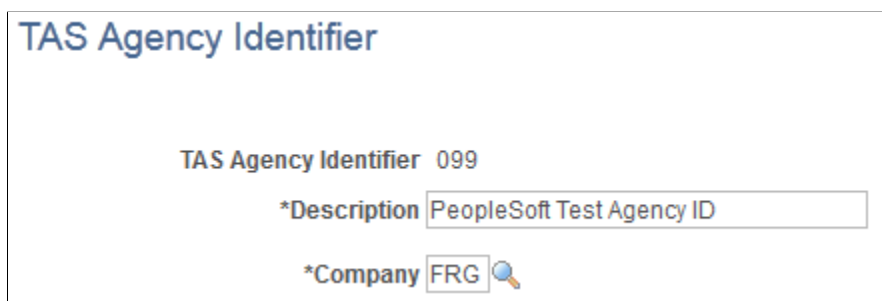 TAS Agency Identifier
TAS Agency Identifier 099
*Description PeopleSoft Test Agency ID
*Company FRG